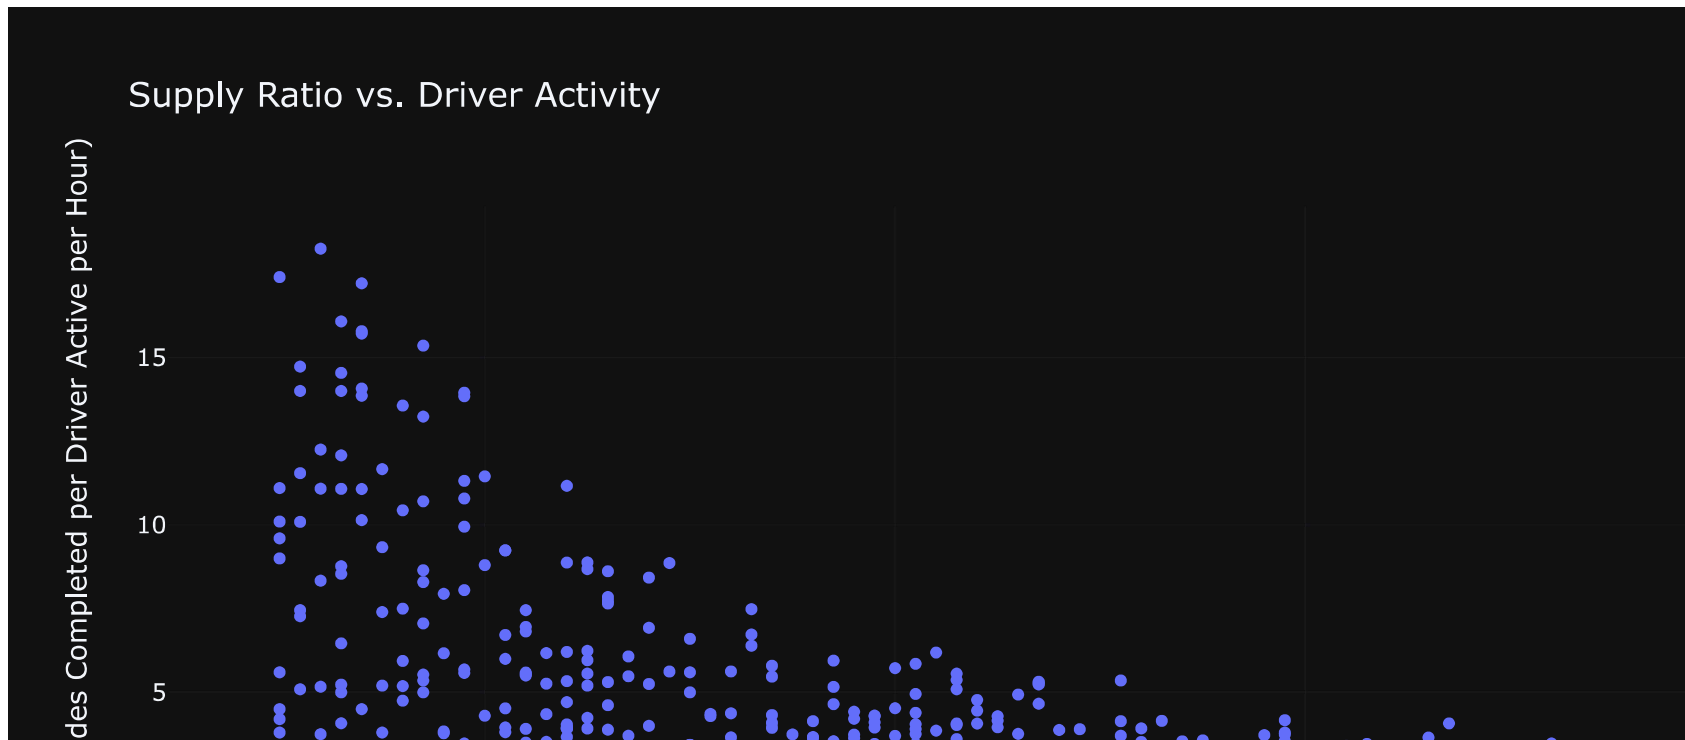 Supply Ratio vs. Driver Activity
des Completed per Driver Active per Hour)
15
10
5